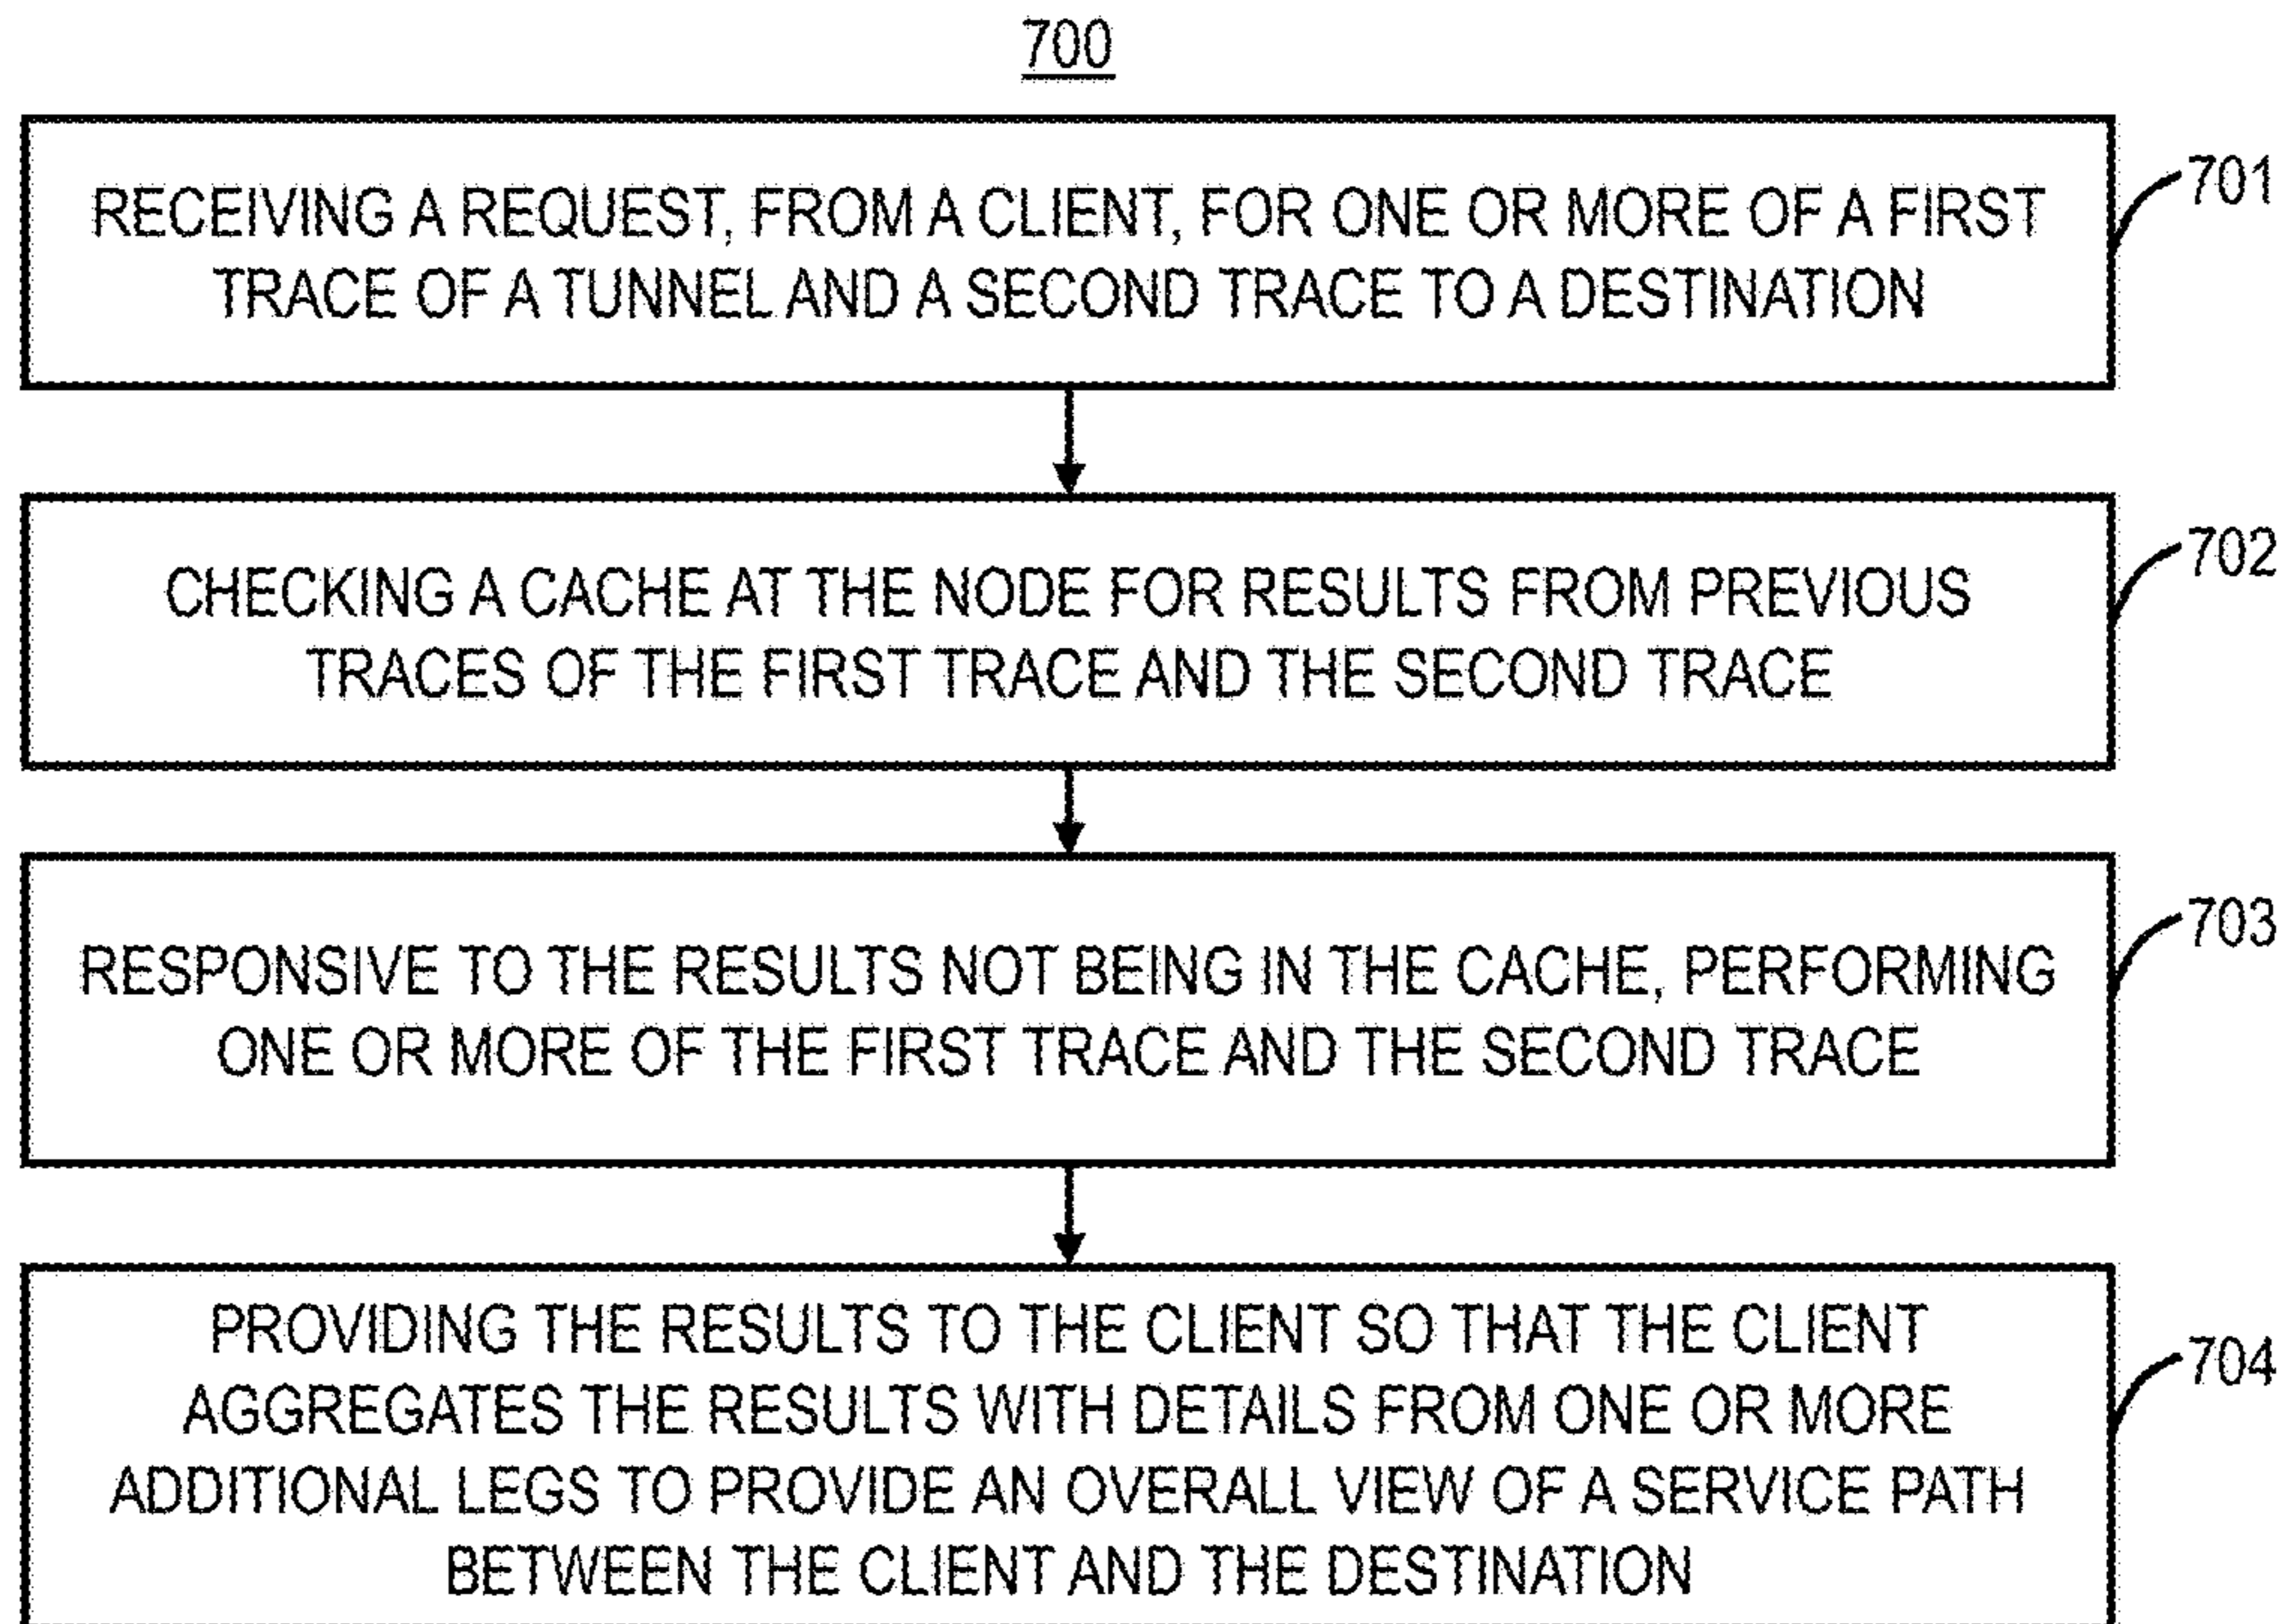 700
RECEIVING A REQUEST, FROM A CLIENT, FOR ONE OR MORE OF A FIRST
TRACE OF A TUNNEL AND A SECOND TRACE TO A DESTINATION
701
CHECKING A CACHE AT THE NODE FOR RESULTS FROM PREVIOUS
TRACES OF THE FIRST TRACE AND THE SECOND TRACE
702
RESPONSIVE TO THE RESULTS NOT BEING IN THE CACHE, PERFORMING
ONE OR MORE OF THE FIRST TRACE AND THE SECOND TRACE
703
PROVIDING THE RESULTS TO THE CLIENT SO THAT THE CLIENT
AGGREGATES THE RESULTS WITH DETAILS FROM ONE OR MORE
ADDITIONAL LEGS TO PROVIDE AN OVERALL VIEW OF A SERVICE PATH
BETWEEN THE CLIENT AND THE DESTINATION
704